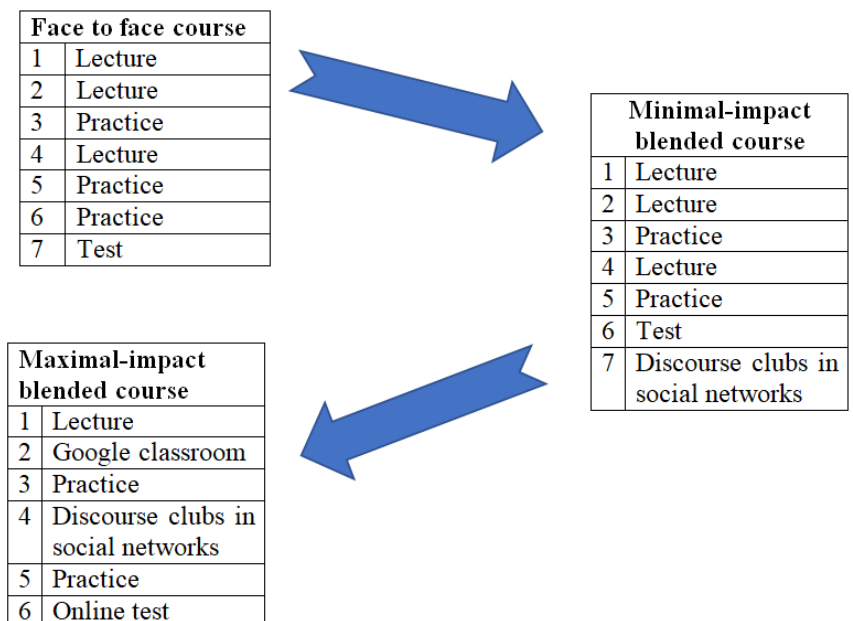 Face to face course
1 Lecture
2 Lecture
3 Practice
4 Lecture
5 Practice
6 Practice
7 Test
Minimal-impact
blended course
1 Lecture
2 Lecture
3 Practice
4 Lecture
5 Practice
6 Test
7 Discourse clubs in
social networks
Maximal-impact
blended course
1 Lecture
2 Google classroom
3 Practice
4 Discourse clubs in
social networks
5 Practice
6 Online test